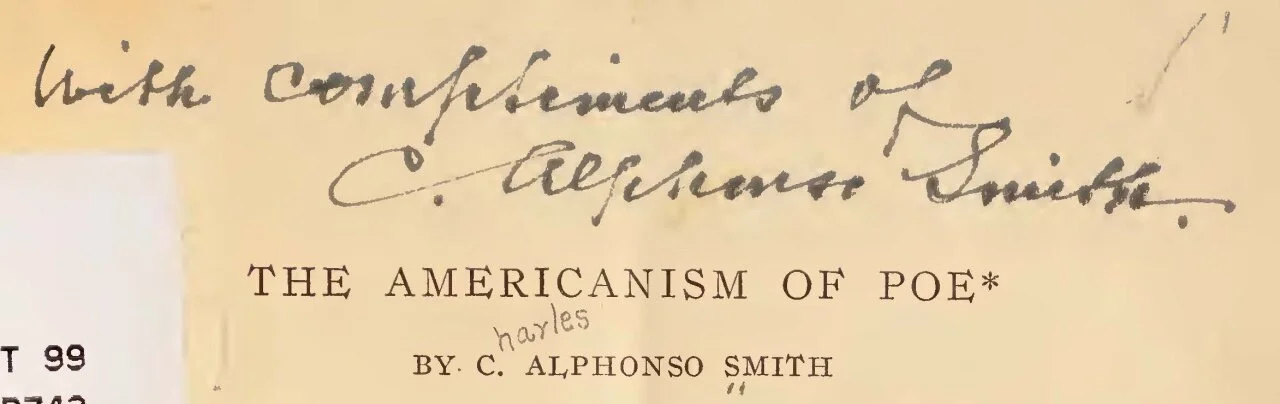 With compliments of
C. Alphonso Smith.
THE AMERICANISM OF POE*
harles
BY C. ALPHONSO SMITH
T 99